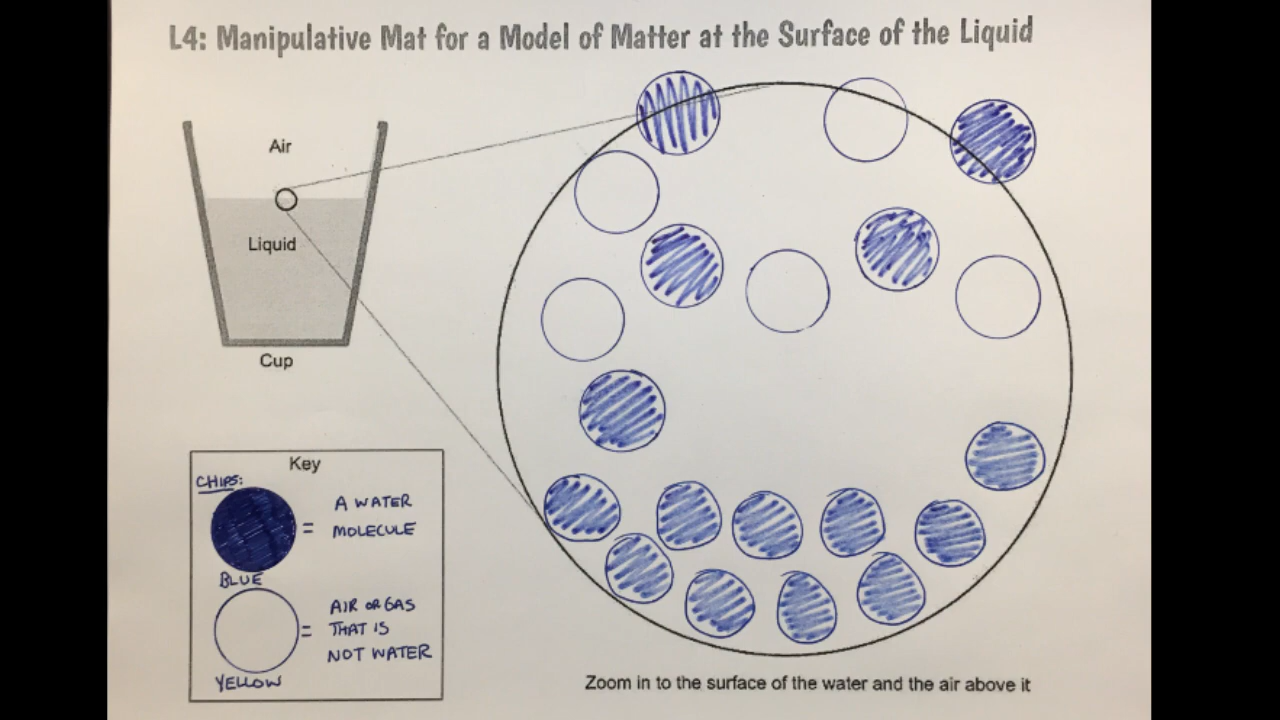 L4: Manipulative Mat for a Model of Matter at the Surface of the Liquid
Air
Liquid
Cup
Key
CHIPS:
= A WATER
MOLECULE
BLUE
= AIR OR GAS
THAT IS
NOT WATER
YELLOW
Zoom in to the surface of the water and the air above it